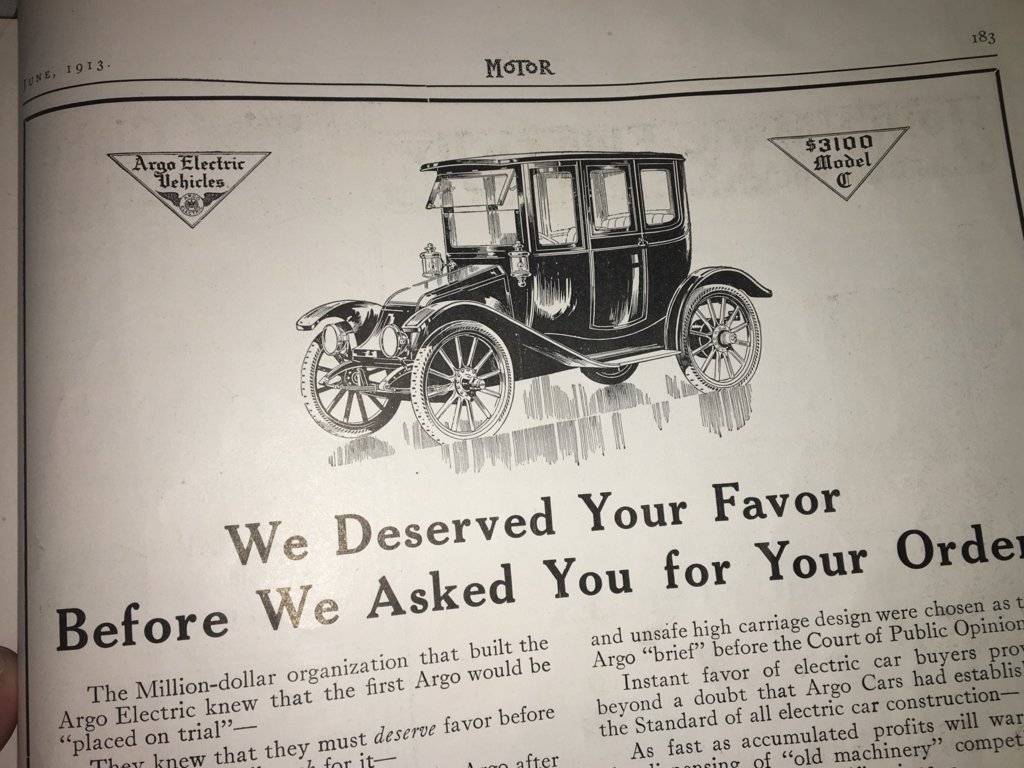 JUNE, 1913.
MOTOR
183
Argo Electric
Vehicles
$3100
Model
C
We Deserved Your Favor
Before We Asked You for Your Order
The Million-dollar organization that built the
Argo Electric knew that the first Argo would be
"placed on trial"—
They knew that they must deserve favor before
for it—
Argo after
and unsafe high carriage design were chosen as
Argo "brief" before the Court of Public Opinion
Instant favor of electric car buyers
beyond a doubt that Argo Cars had
the Standard of all electric car construction—
As fast as accumulated profits will
of "old machinery"